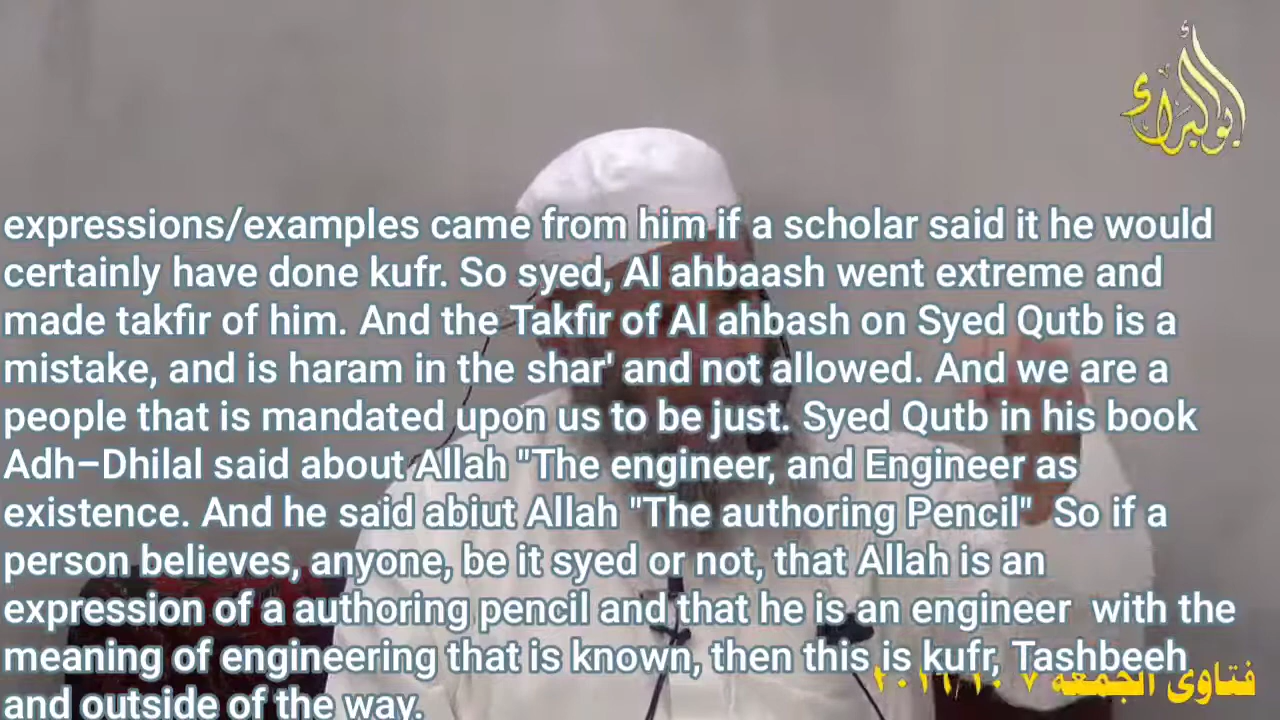 أبو البراء
expressions/examples came from him if a scholar said it he would
certainly have done kufr. So syed, Al ahbaash went extreme and
made takfir of him. And the Takfir of Al ahbash on Syed Qutb is a
mistake, and is haram in the shar' and not allowed. And we are a
people that is mandated upon us to be just. Syed Qutb in his book
Adh–Dhilal said about Allah "The engineer, and Engineer as
existence. And he said abiut Allah "The authoring Pencil"  So if a
person believes, anyone, be it syed or not, that Allah is an
expression of a authoring pencil and that he is an engineer  with the
meaning of engineering that is known, then this is kufr, Tashbeeh
فتاوى الجمعة ٧
and outside of the way.